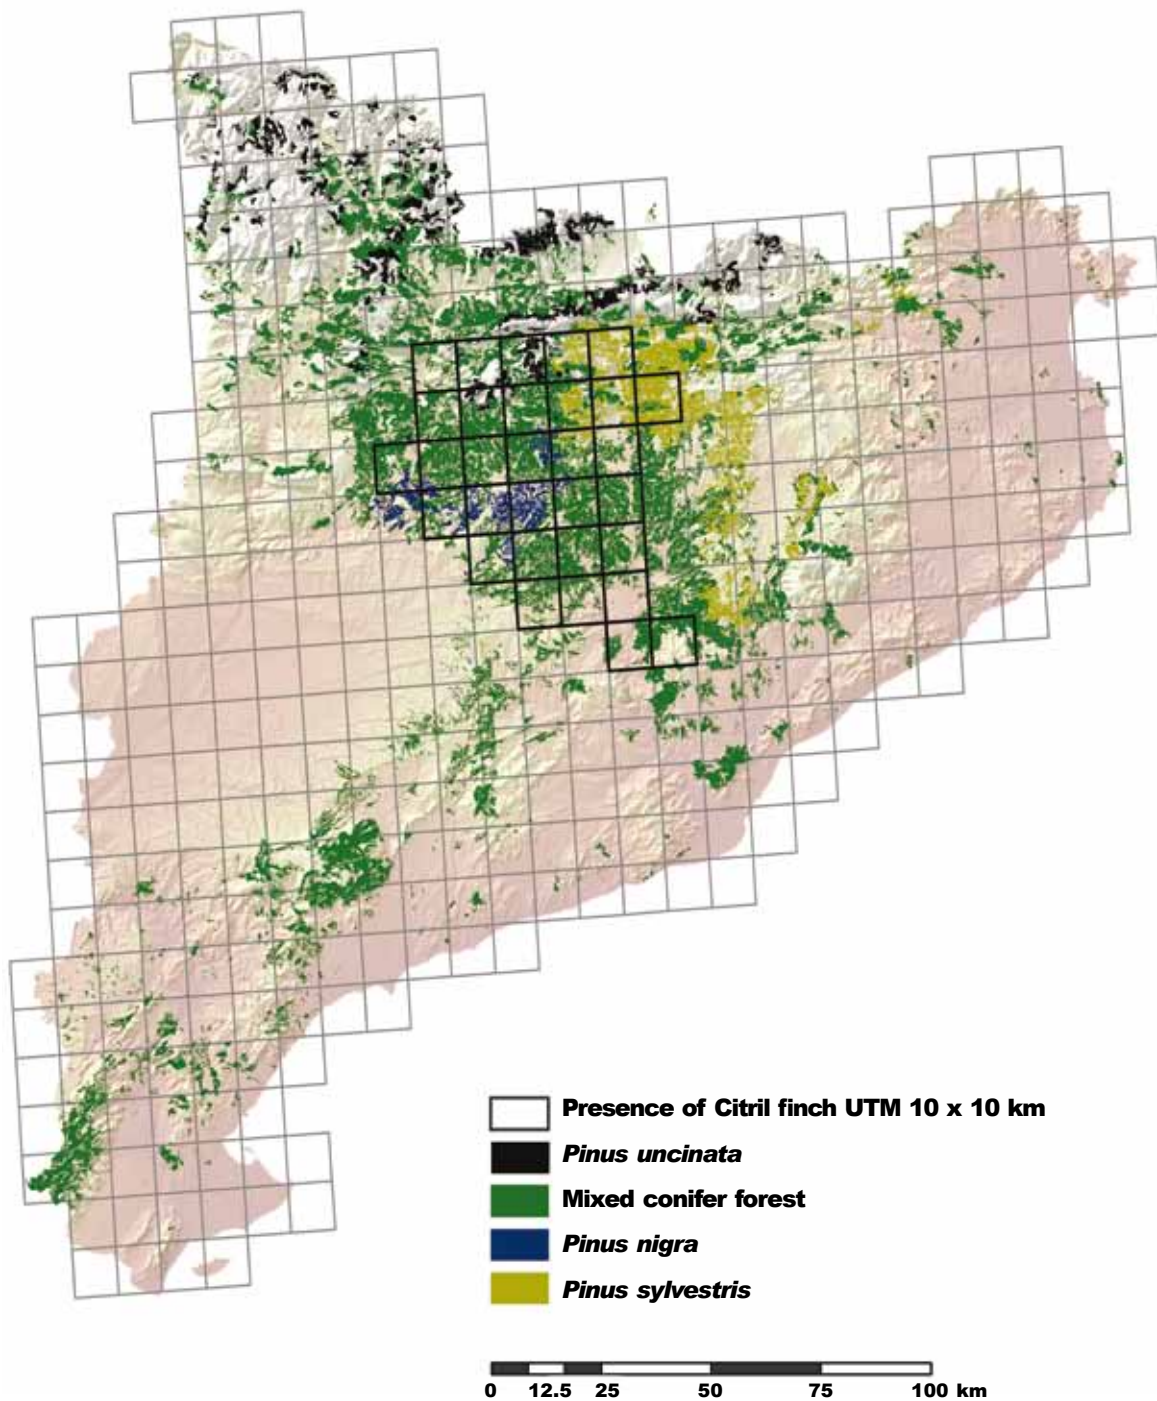 Presence of Citril finch UTM 10 x 10 km
Pinus uncinata
Mixed conifer forest
Pinus nigra
Pinus sylvestris
0 12.5 25 50 75 100 km